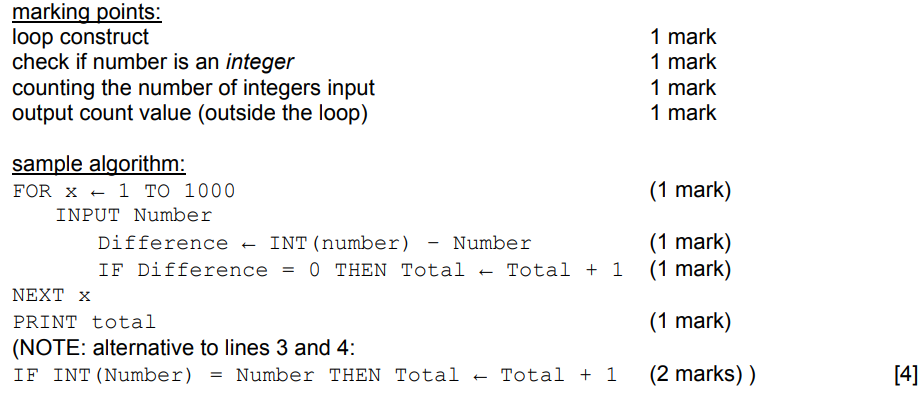 marking points:
loop construct 1 mark
check if number is an integer 1 mark
counting the number of integers input 1 mark
output count value (outside the loop) 1 mark
sample algorithm:
FOR x ← 1 TO 1000 (1 mark)
INPUT Number
Difference ← INT(number) – Number (1 mark)
IF Difference = 0 THEN Total ← Total + 1 (1 mark)
NEXT x
PRINT total (1 mark)
(NOTE: alternative to lines 3 and 4:
IF INT(Number) = Number THEN Total ← Total + 1 (2 marks) ) [4]